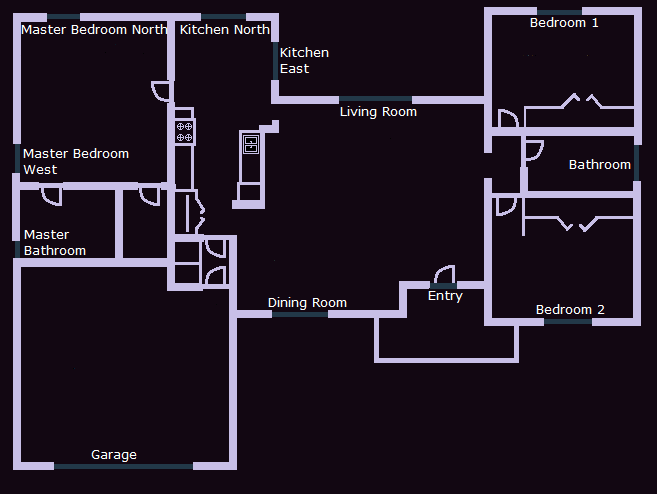 Master Bedroom North
Kitchen North
Bedroom 1
Kitchen
East
Living Room
Master Bedroom
West
Bathroom
Master
Bathroom
Entry
Dining Room
Bedroom 2
Garage